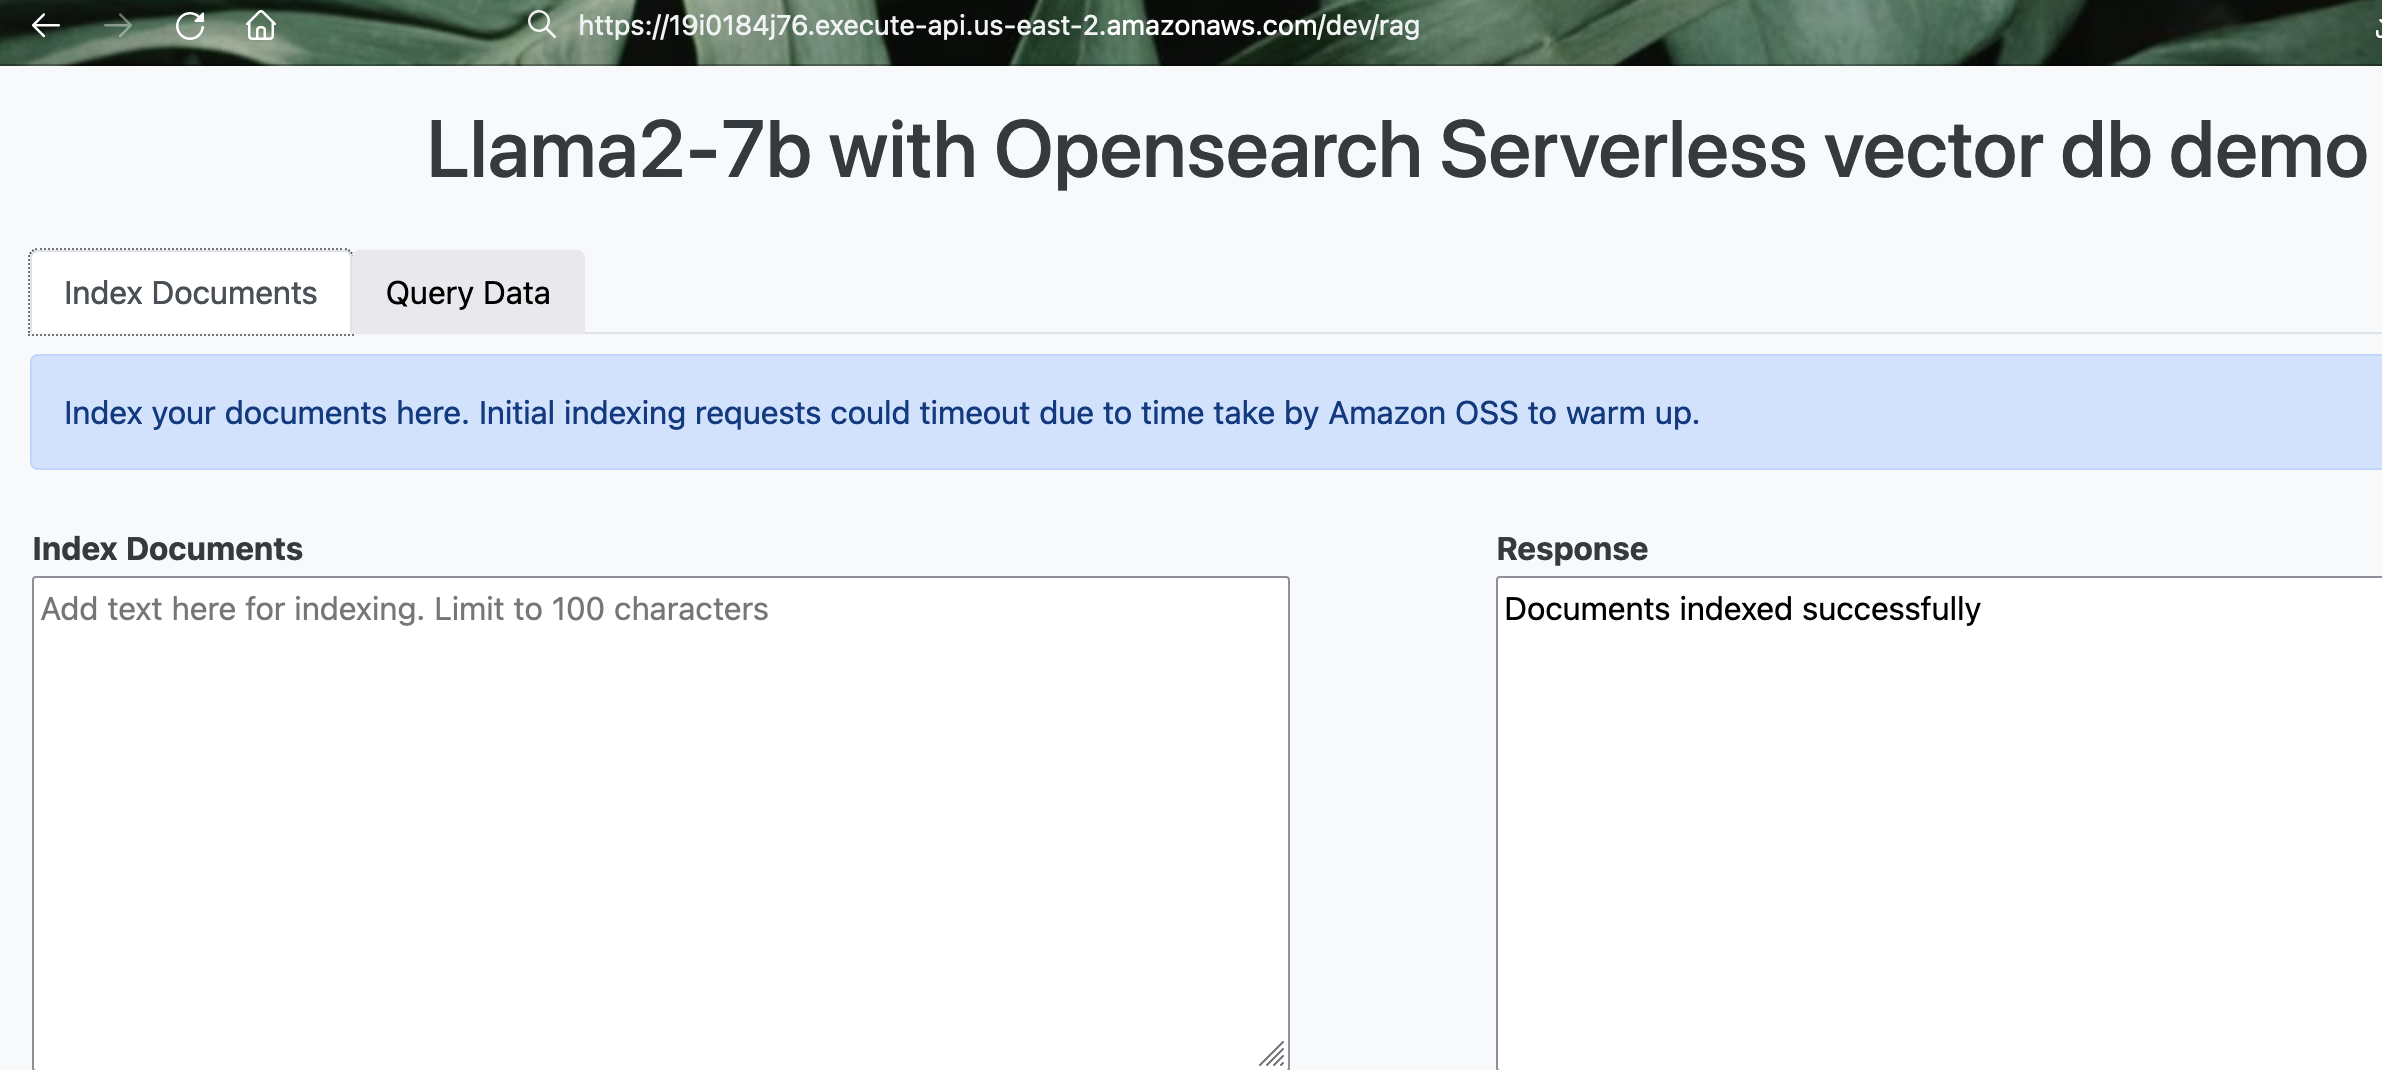 https://19i0184j76.execute-api.us-east-2.amazonaws.com/dev/rag
Llama2-7b with Opensearch Serverless vector db demo
Index Documents
Query Data
Index your documents here. Initial indexing requests could timeout due to time take by Amazon OSS to warm up.
Index Documents
Response
Add text here for indexing. Limit to 100 characters
Documents indexed successfully